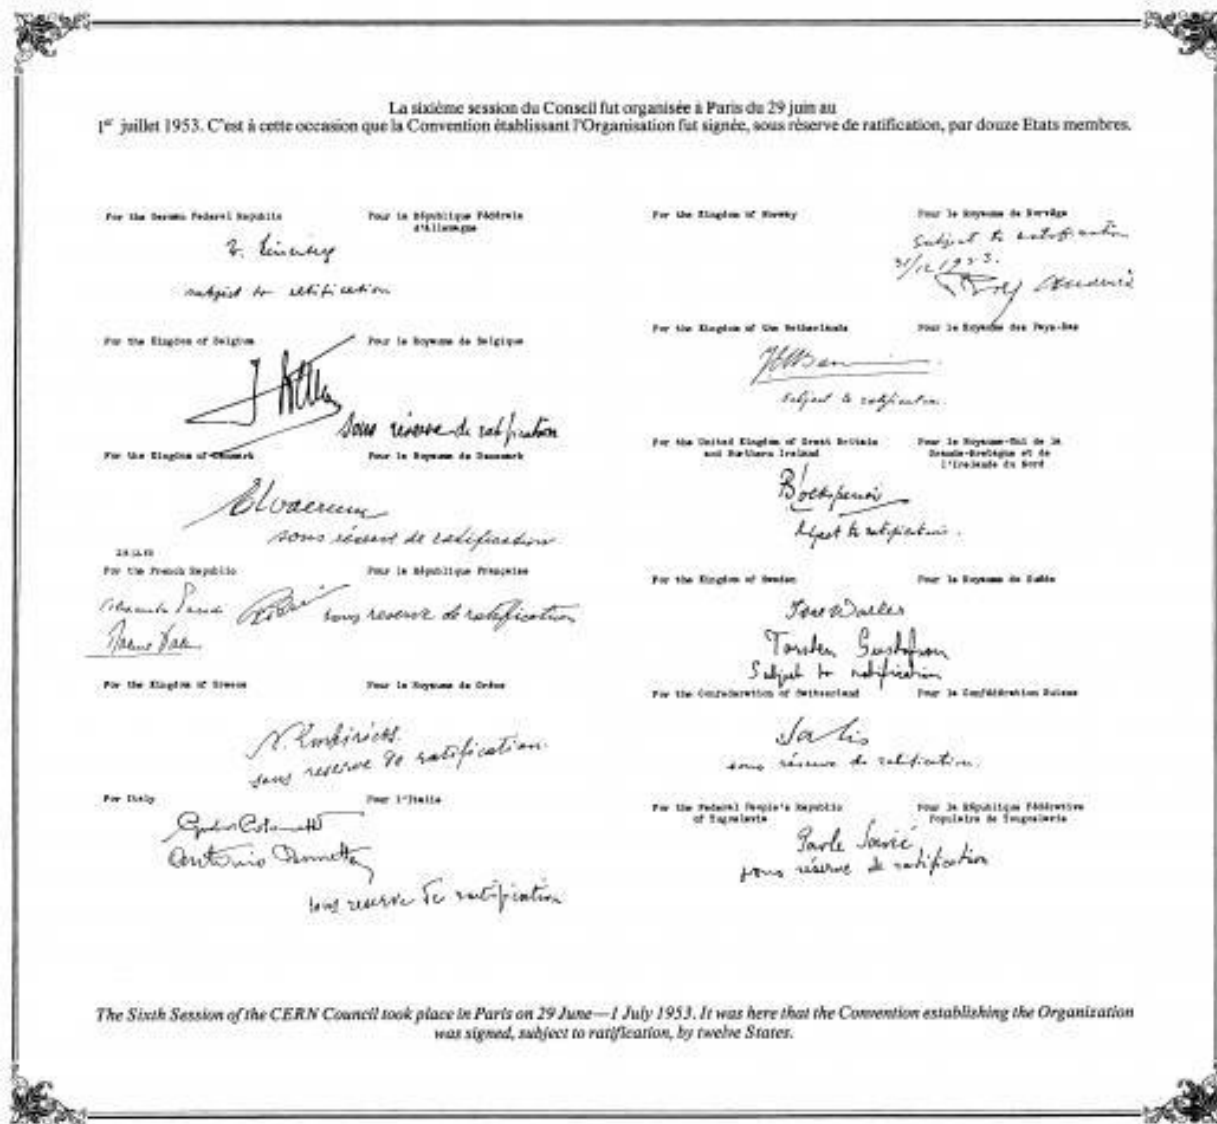 La sixième session du Conseil fut organisée à Paris du 29 juin au
1er juillet 1953. C'est à cette occasion que la Convention établissant l'Organisation fut signée, sous réserve de ratification, par douze Etats membres.
For the German Federal Republic
Pour la République Fédérale
d'Allemagne
subject to ratification
For the Kingdom of Belgium
Pour le Royaume de Belgique
sous réserve de ratification
For the Kingdom of Denmark
Pour le Royaume de Danemark
sous réserve de ratification
For the French Republic
Pour la République Française
sous reserve de ratification
For the Kingdom of Greece
Pour le Royaume de Grèce
sous reserve de ratification.
For Italy
Pour l'Italie
Antonio
sous reserve de ratification
For the Kingdom of Norway
Pour le Royaume de Norvège
Subject to ratification
31/12 1953.
For the Kingdom of the Netherlands
Pour le Royaume des Pays-Bas
Subject to ratification.
For the United Kingdom of Great Britain
and Northern Ireland
Pour le Royaume-Uni de la
Grande-Bretagne et de
l'Irelande du Nord
Subject to ratification.
For the Kingdom of Sweden
Pour le Royaume de Suède
Torsten Gustafson
Subject to ratification
For the Confederation of Switzerland
Pour la Confédération Suisse
Salis
sous réserve de ratification.
For the Federal People's Republic
of Yugoslavia
Pour la République Fédérative
Populaire de Yougoslavie
Pavle Savić
sous réserve de ratification
The Sixth Session of the CERN Council took place in Paris on 29 June—1 July 1953. It was here that the Convention establishing the Organization
was signed, subject to ratification, by twelve States.